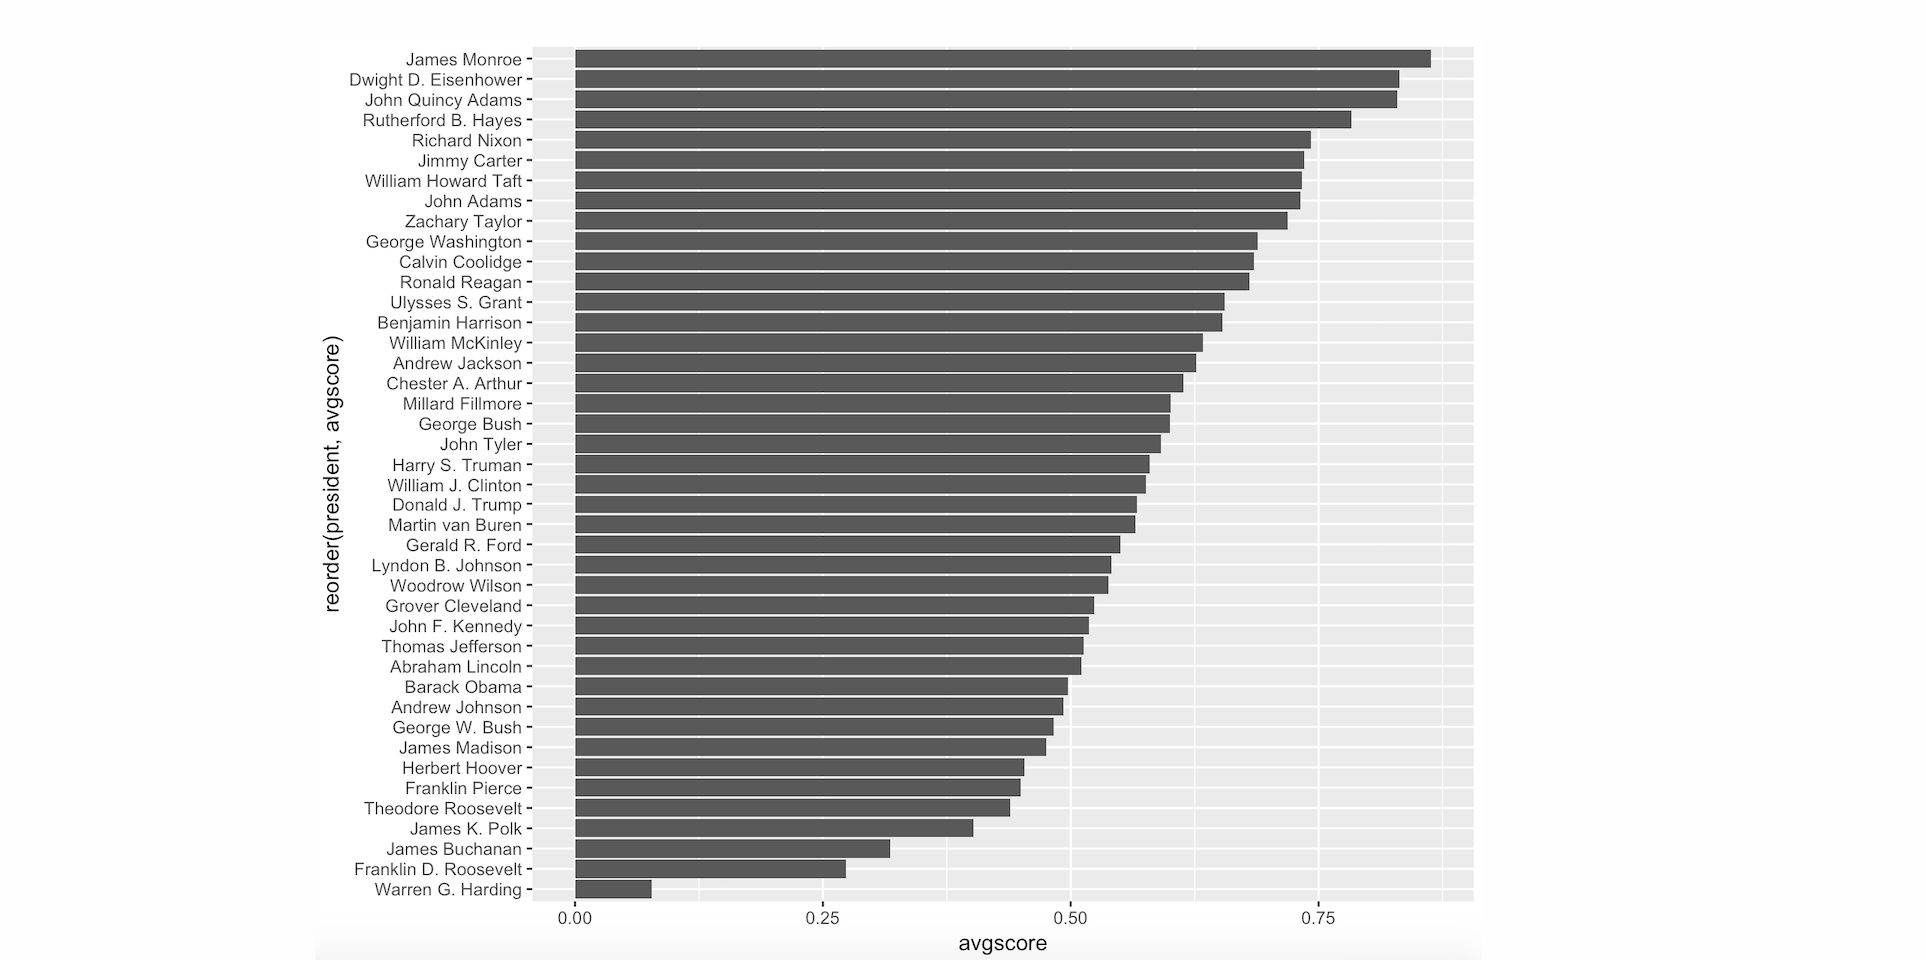 James Monroe
Dwight D. Eisenhower
John Quincy Adams
Rutherford B. Hayes
Richard Nixon
Jimmy Carter
William Howard Taft
John Adams
Zachary Taylor
George Washington
Calvin Coolidge
Ronald Reagan
Ulysses S. Grant
Benjamin Harrison
William McKinley
Andrew Jackson
Chester A. Arthur
Millard Fillmore
George Bush
John Tyler
Harry S. Truman
William J. Clinton
Donald J. Trump
Martin van Buren
Gerald R. Ford
Lyndon B. Johnson
Woodrow Wilson
Grover Cleveland
John F. Kennedy
Thomas Jefferson
Abraham Lincoln
Barack Obama
Andrew Johnson
George W. Bush
James Madison
Herbert Hoover
Franklin Pierce
Theodore Roosevelt
James K. Polk
James Buchanan
Franklin D. Roosevelt
Warren G. Harding
reorder(president, avgscore)
0.00 0.25 0.50 0.75
avgscore